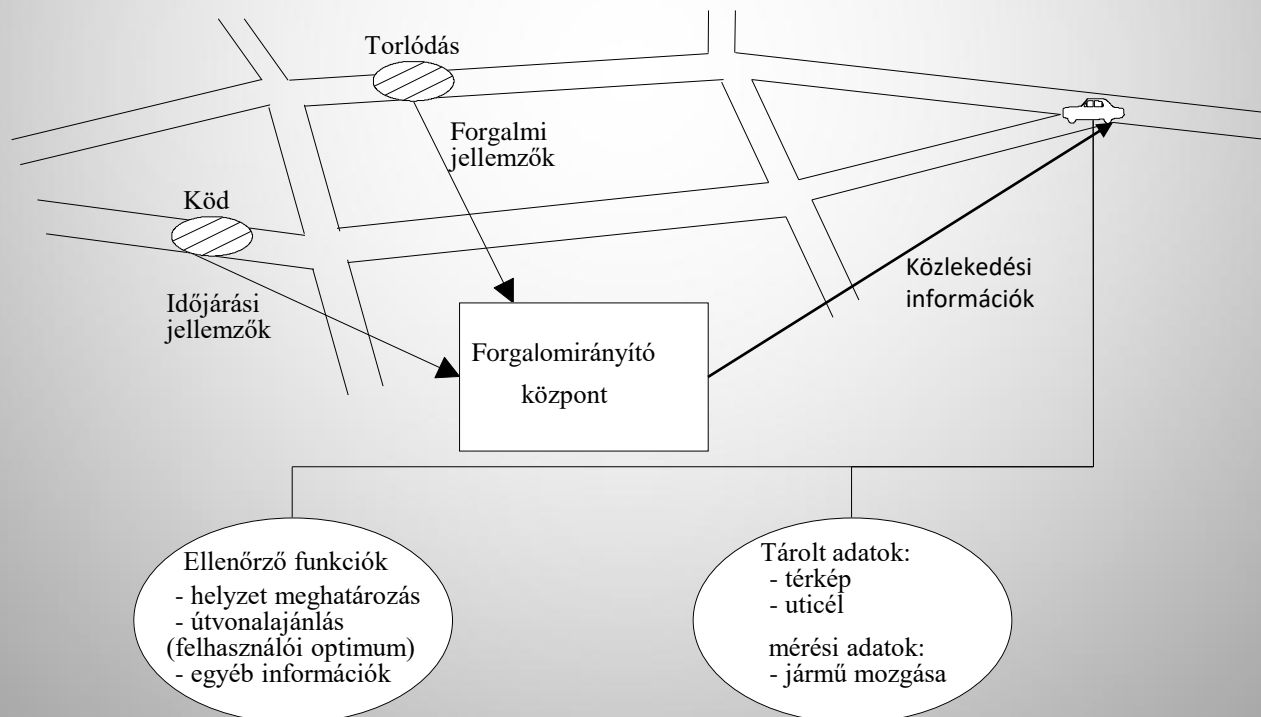 Torlódás
Forgalmi
jellemzők
Köd
Időjárási
jellemzők
Közlekedési
információk
Forgalomirányító
központ
Ellenőrző funkciók
- helyzet meghatározás
- útvonalajánlás
(felhasználói optimum)
- egyéb információk
Tárolt adatok:
- térkép
- uticél
mérési adatok:
- jármű mozgása